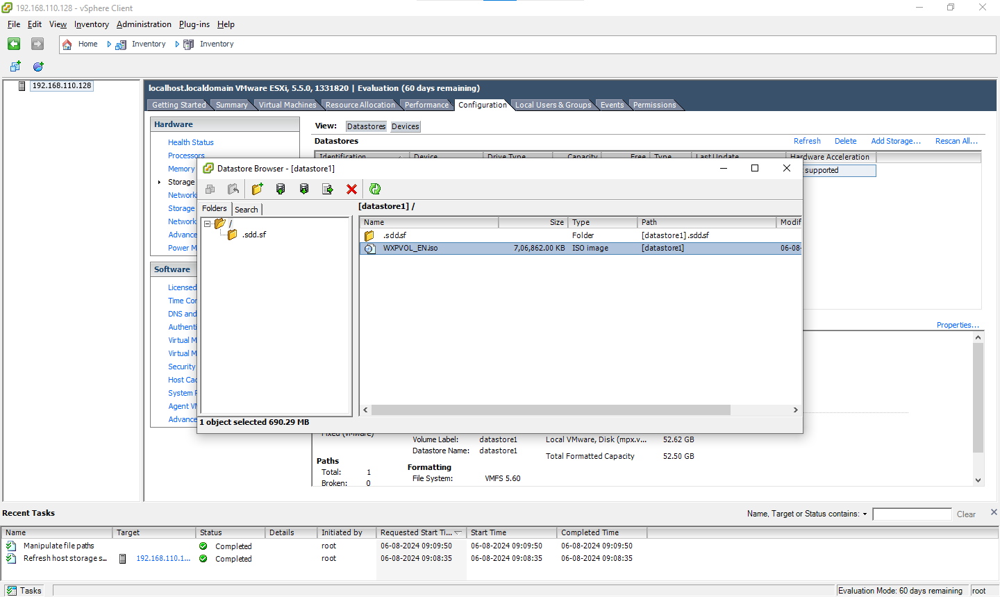 192.168.110.128 - vSphere Client
File Edit View Inventory Administration Plug-ins Help
Home Inventory Inventory
192.168.110.128
localhost.localdomain VMware ESXi, 5.5.0, 1331820 | Evaluation (60 days remaining)
Getting Started Summary Virtual Machines Resource Allocation Performance Configuration Local Users & Groups Events Permissions
Hardware
Health Status
Processors
Memory
Storage
Network
Storage
Network
Advance
Power M
Software
Licensed
Time Con
DNS and
Authenti
Virtual M
Virtual M
Security
Host Cac
System R
Agent VM
Advance
View: Datastores Devices
Datastores
Refresh Delete Add Storage... Rescan All...
Identification Device Drive Type Capacity Free Type Last Update Hardware Acceleration
supported
Datastore Browser - [datastore1]
Folders Search
/
.sdd.sf
[datastore1] /
Name Size Type Path Modif
.sdd.sf Folder [datastore1] .sdd.sf
WXPVOL_EN.iso 7,06,862.00 KB ISO image [datastore1] 06-08-
1 object selected 690.29 MB
Properties...
Fixed (VMware)
Volume Label: datastore1
Datastore Name: datastore1
Local VMware, Disk (mpx.v... 52.62 GB
Total Formatted Capacity 52.50 GB
Paths
Total: 1
Broken: 0
Formatting
File System: VMFS 5.60
Recent Tasks
Name, Target or Status contains: Clear
Name Target Status Details Initiated by Requested Start Ti... Start Time Completed Time
Manipulate file paths Completed root 06-08-2024 09:09:50 06-08-2024 09:09:50 06-08-2024 09:09:50
Refresh host storage s... 192.168.110.1... Completed root 06-08-2024 09:08:35 06-08-2024 09:08:35 06-08-2024 09:08:35
Tasks
Evaluation Mode: 60 days remaining root